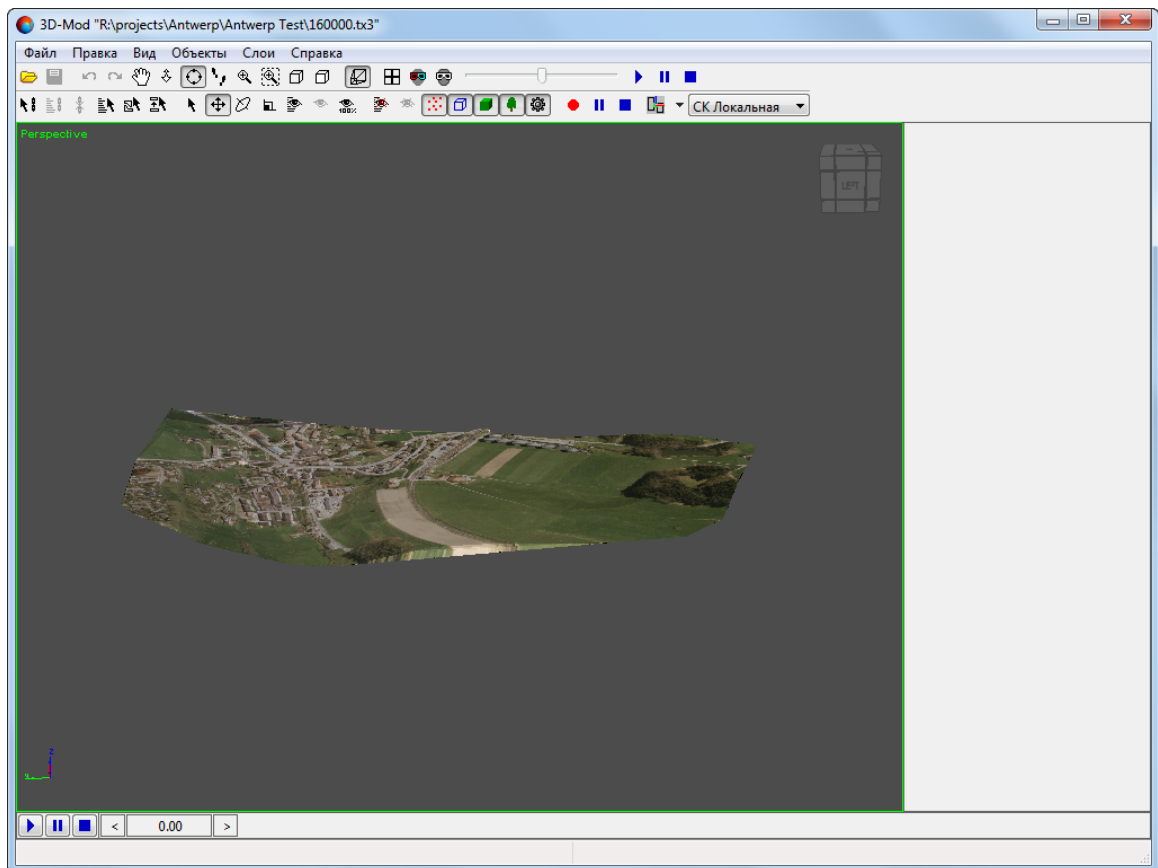 3D-Mod "R:\projects\Antwerp\Antwerp Test\160000.tx3"
Файл Правка Вид Объекты Слои Справка
100%
СК Локальная
Perspective
LEFT
z
y
< 0.00 >